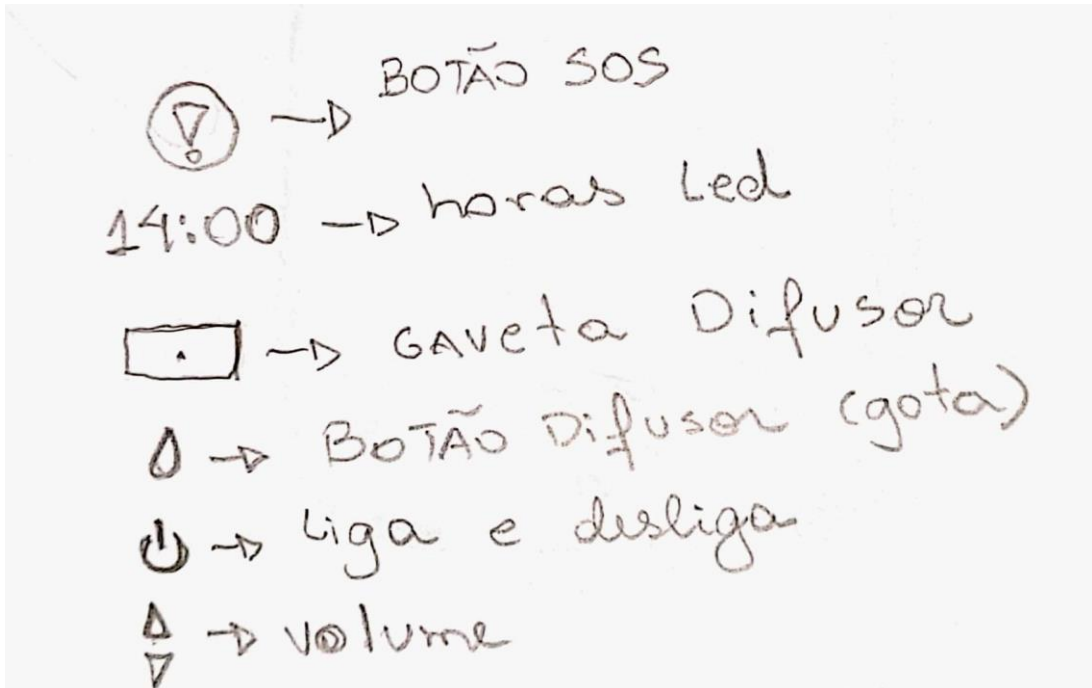 BOTÃO SOS
14:00 → horas Led
GAVeta Difusor
BOTÃO Difusor (gota)
Liga e desliga
volume